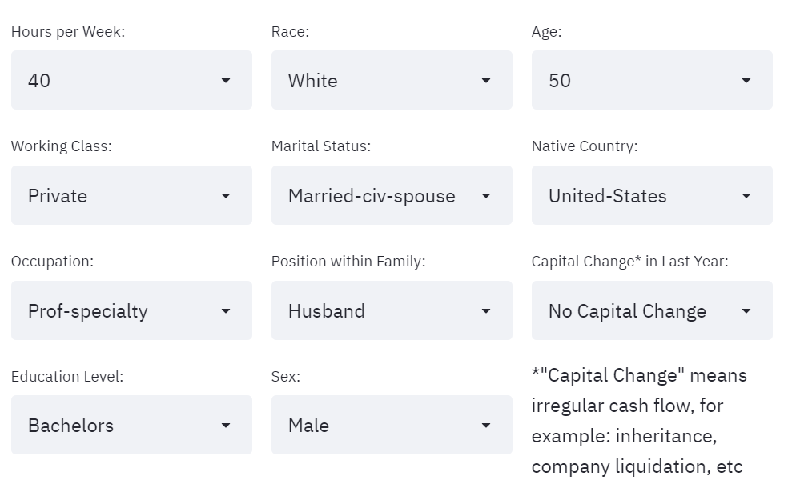 Hours per Week:
Race:
Age:
40
White
50
Working Class:
Marital Status:
Native Country:
Private
Married-civ-spouse
United-States
Occupation:
Position within Family:
Capital Change* in Last Year:
Prof-specialty
Husband
No Capital Change
Education Level:
Sex:
Bachelors
Male
*"Capital Change" means
irregular cash flow, for
example: inheritance,
company liquidation, etc